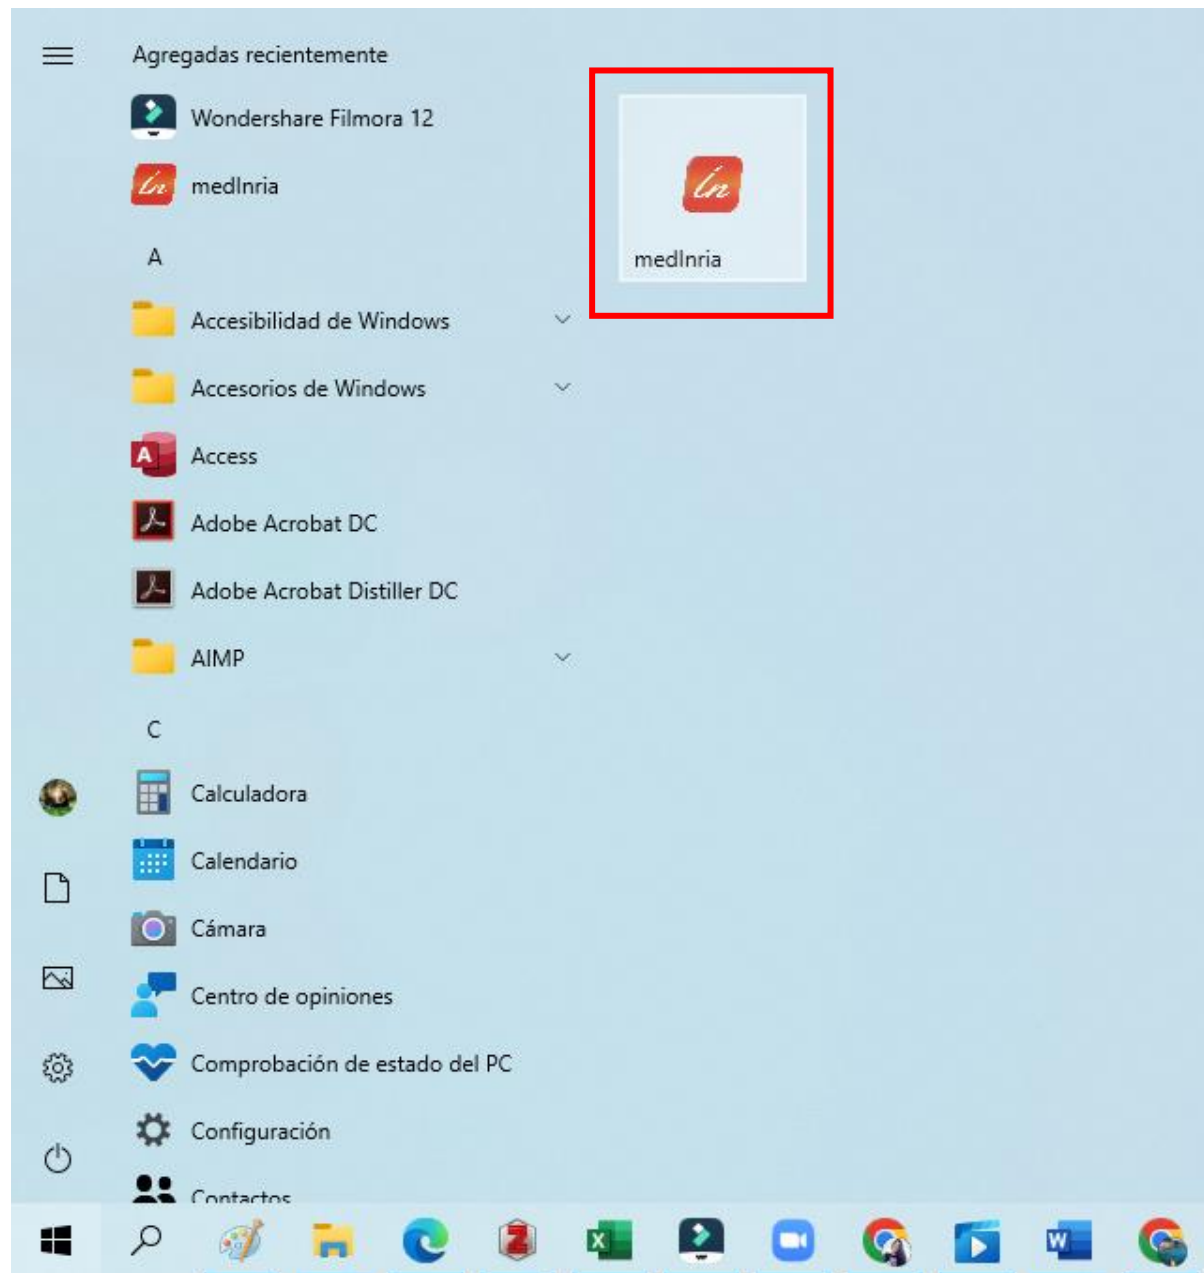 Agregadas recientemente
Wondershare Filmora 12
medInria
A
Accesibilidad de Windows
Accesorios de Windows
Access
Adobe Acrobat DC
Adobe Acrobat Distiller DC
AIMP
C
Calculadora
Calendario
Cámara
Centro de opiniones
Comprobación de estado del PC
Configuración
Contactos
medInria